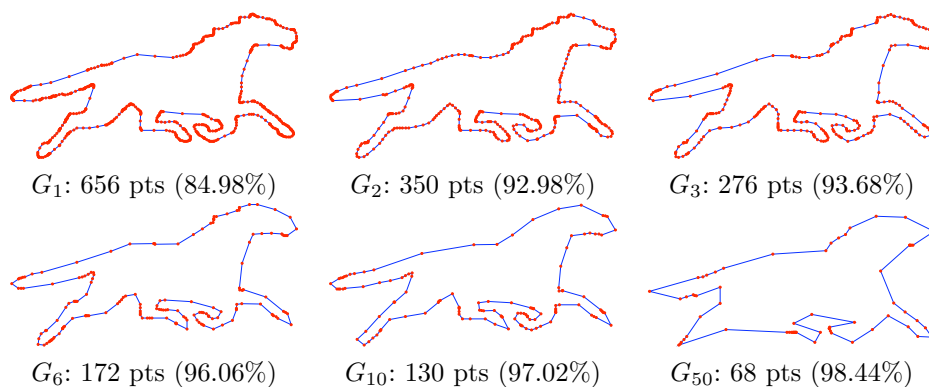 G₁: 656 pts (84.98%)
G₂: 350 pts (92.98%)
G₃: 276 pts (93.68%)
G₆: 172 pts (96.06%)
G₁₀: 130 pts (97.02%)
G₅₀: 68 pts (98.44%)